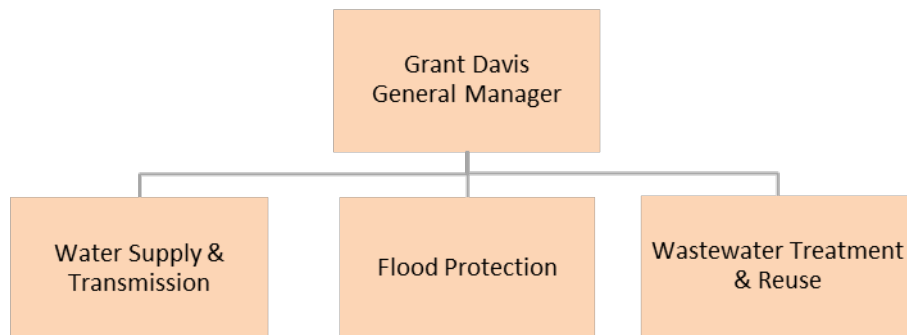 Grant Davis
General Manager
Water Supply &
Transmission
Flood Protection
Wastewater Treatment
& Reuse